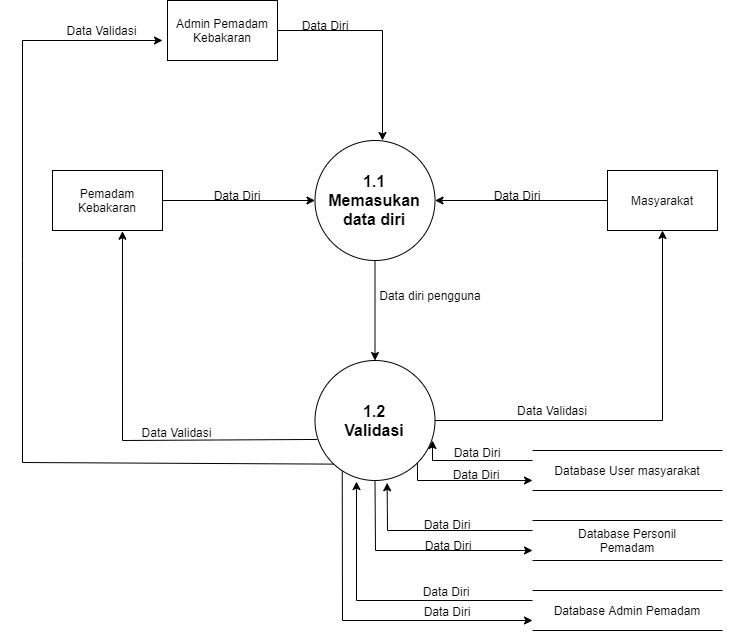 Admin Pemadam
Kebakaran
Data Validasi
Data Diri
1.1
Memasukan
data diri
Pemadam
Kebakaran
Data Diri
Data Diri
Masyarakat
Data diri pengguna
1.2
Validasi
Data Validasi
Data Validasi
Data Diri
Data Diri
Database User masyarakat
Data Diri
Data Diri
Database Personil
Pemadam
Data Diri
Data Diri
Database Admin Pemadam